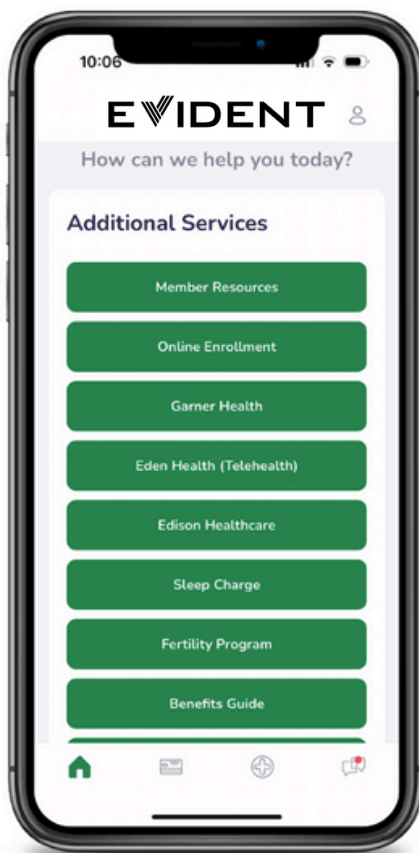 10:06
EVIDENT
How can we help you today?
Additional Services
Member Resources
Online Enrollment
Garner Health
Eden Health (Telehealth)
Edison Healthcare
Sleep Charge
Fertility Program
Benefits Guide